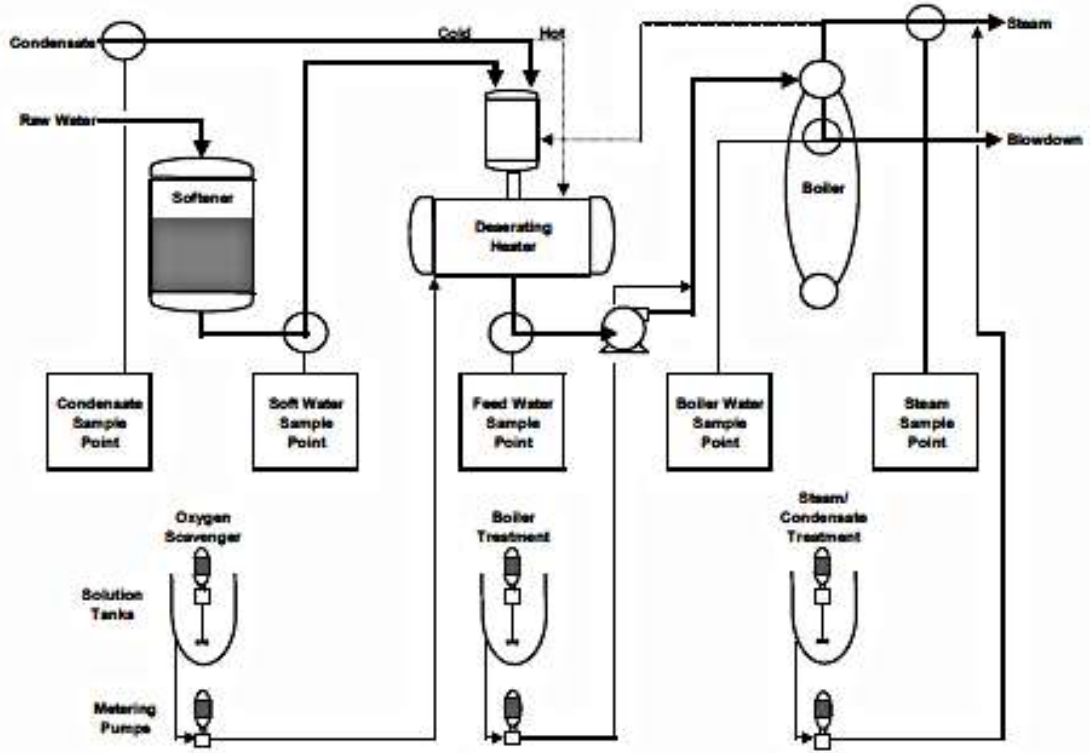 Condensate
Cold
Hot
Steam
Raw Water
Blowdown
Softener
Boiler
Deaerating
Heater
Condensate
Sample
Point
Soft Water
Sample
Point
Feed Water
Sample
Point
Boiler Water
Sample
Point
Steam
Sample
Point
Oxygen
Scavenger
Boiler
Treatment
Steam/
Condensate
Treatment
Solution
Tanks
Metering
Pumps